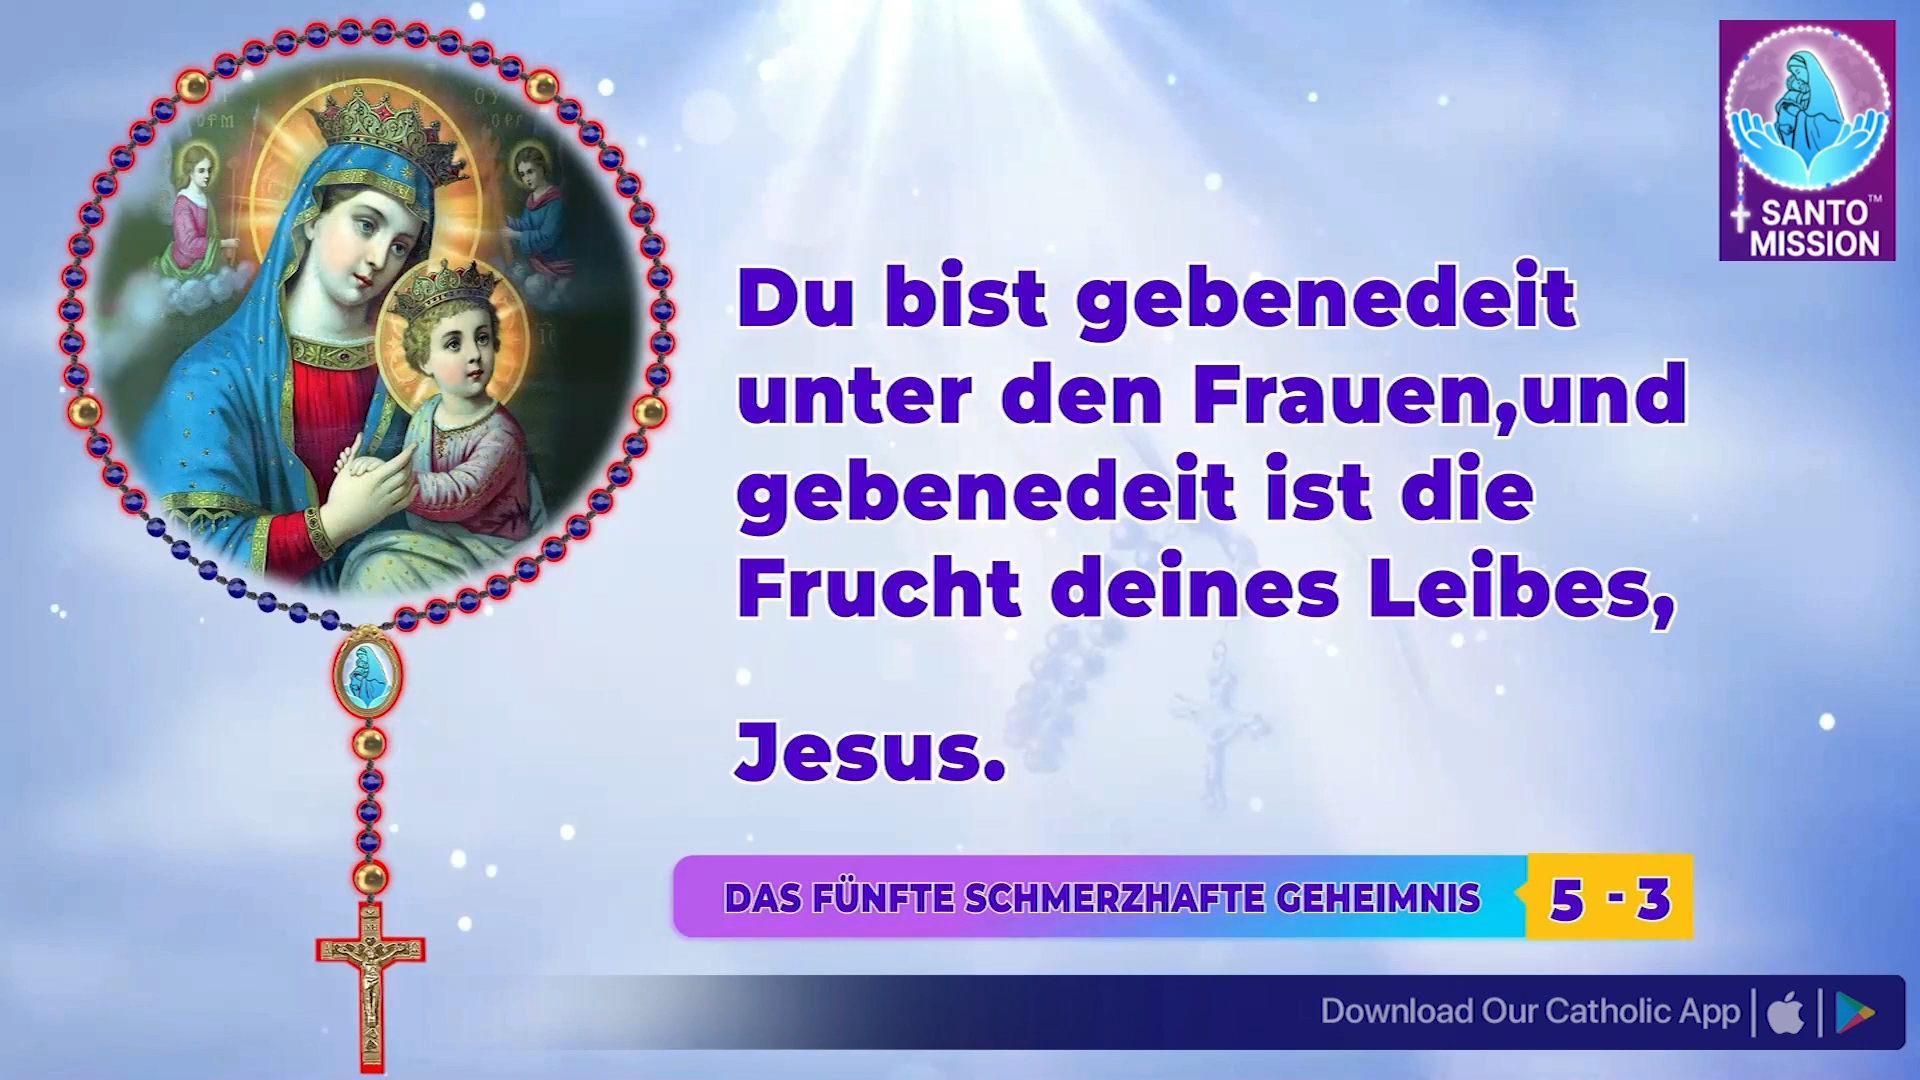 SANTO™
MISSION
Du bist gebenedeit
unter den Frauen,und
gebenedeit ist die
Frucht deines Leibes,
Jesus.
DAS FÜNFTE SCHMERZHAFTE GEHEIMNIS
5 - 3
Download Our Catholic App